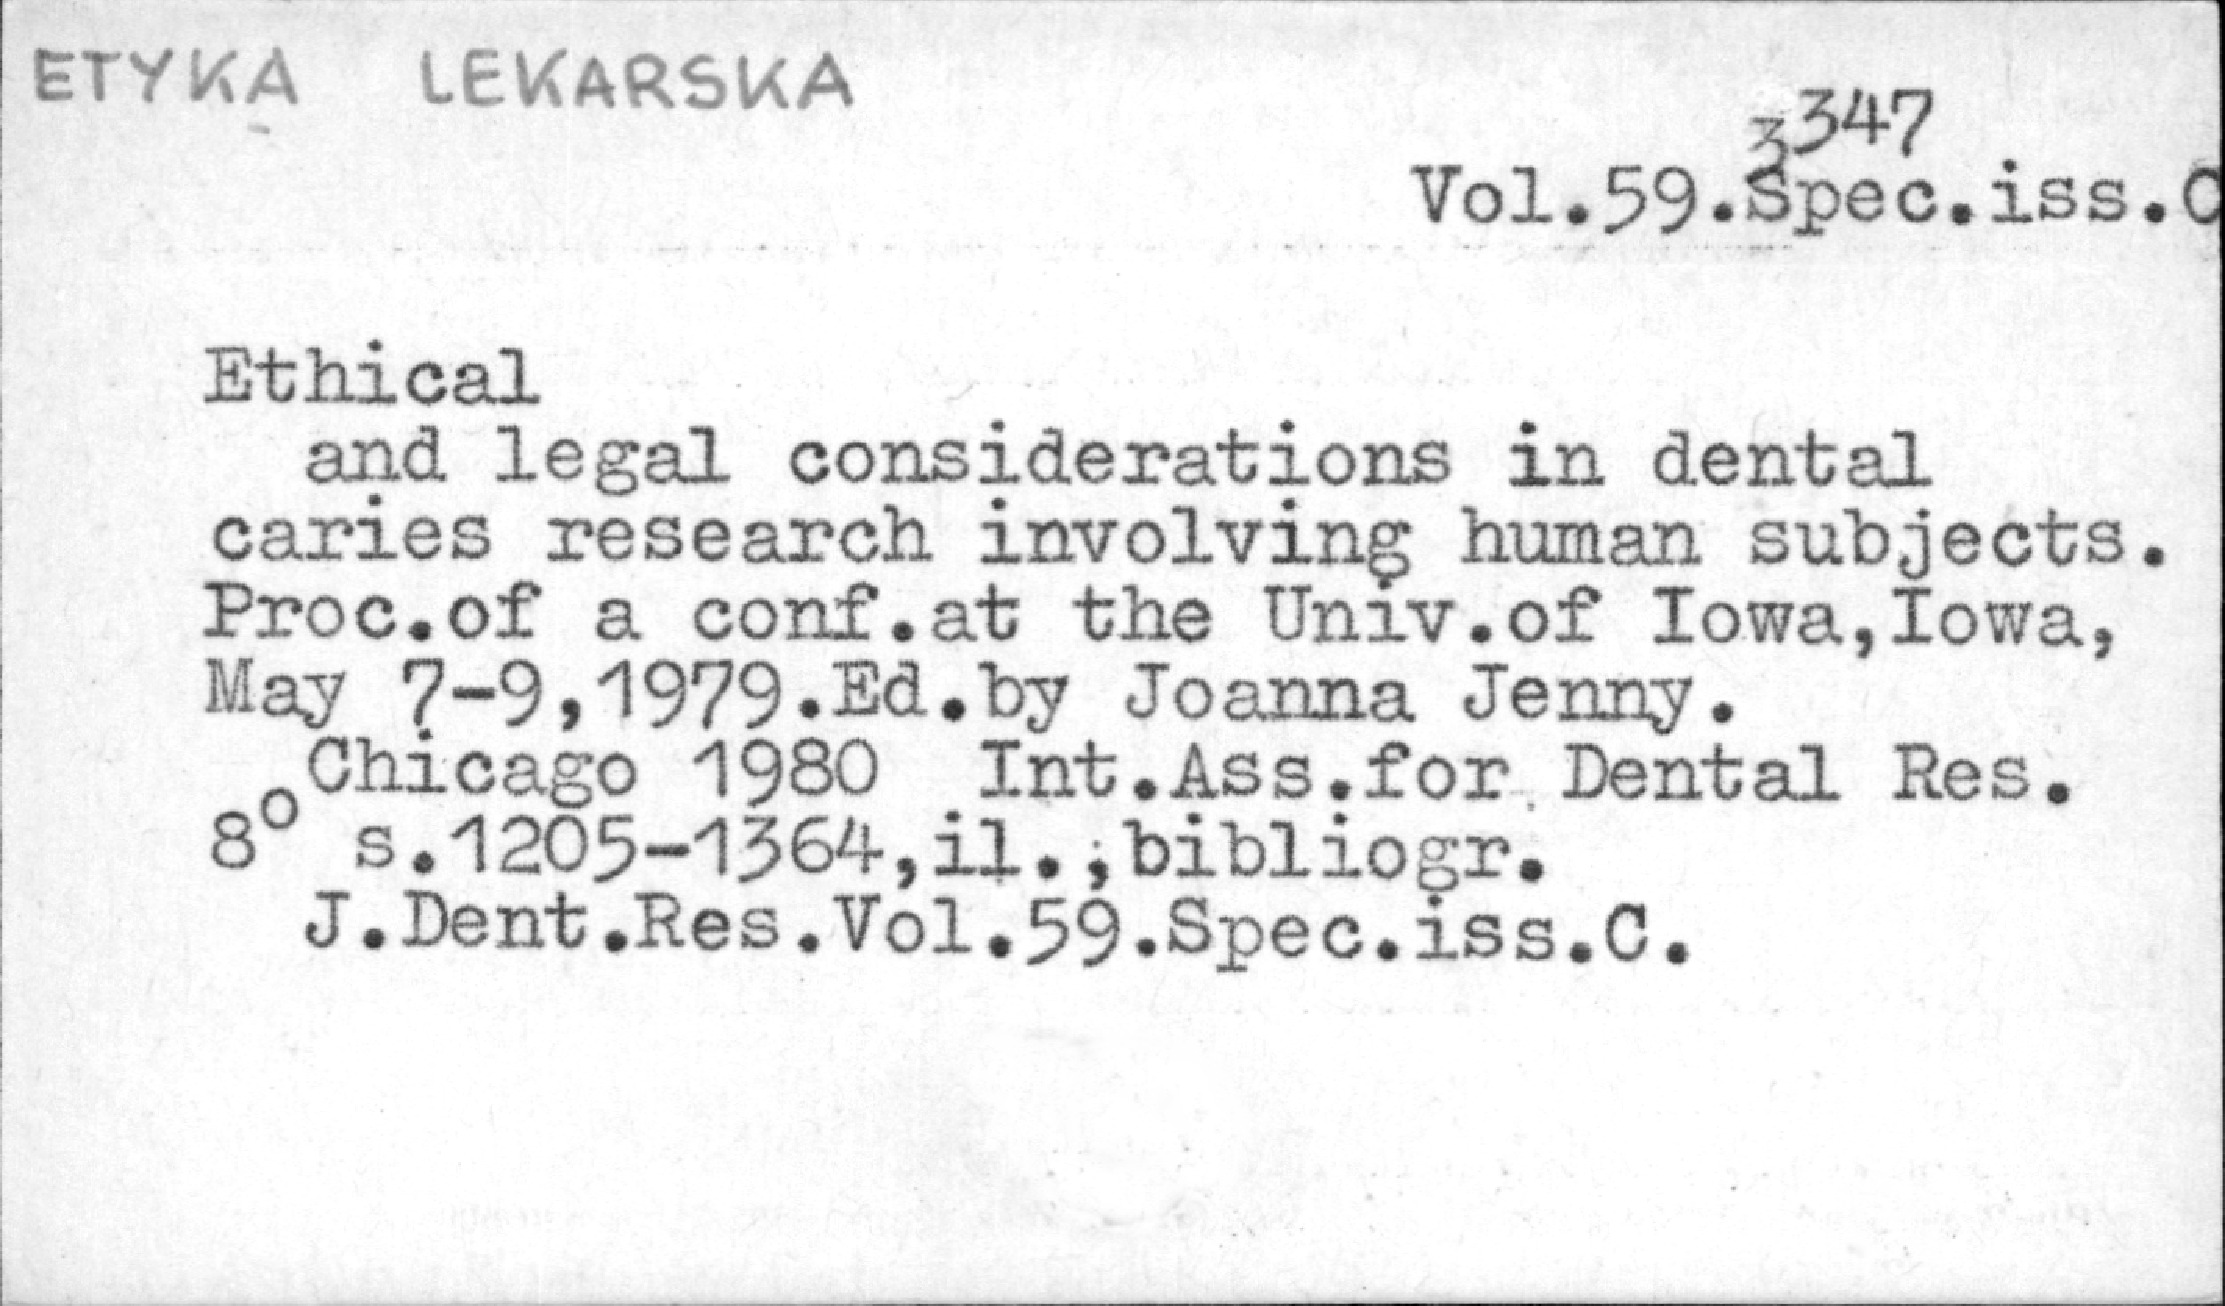 ETYKA LEKARSKA
3347
Vol.59.Spec.iss.C
Ethical
and legal considerations in dental
caries research involving human subjects.
Proc.of a conf.at the Univ.of Iowa,Iowa,
May 7-9,1979.Ed.by Joanna Jenny.
Chicago 1980 Int.Ass.for Dental Res.
8° s.1205-1364,il.,bibliogr.
J.Dent.Res.Vol.59.Spec.iss.C.